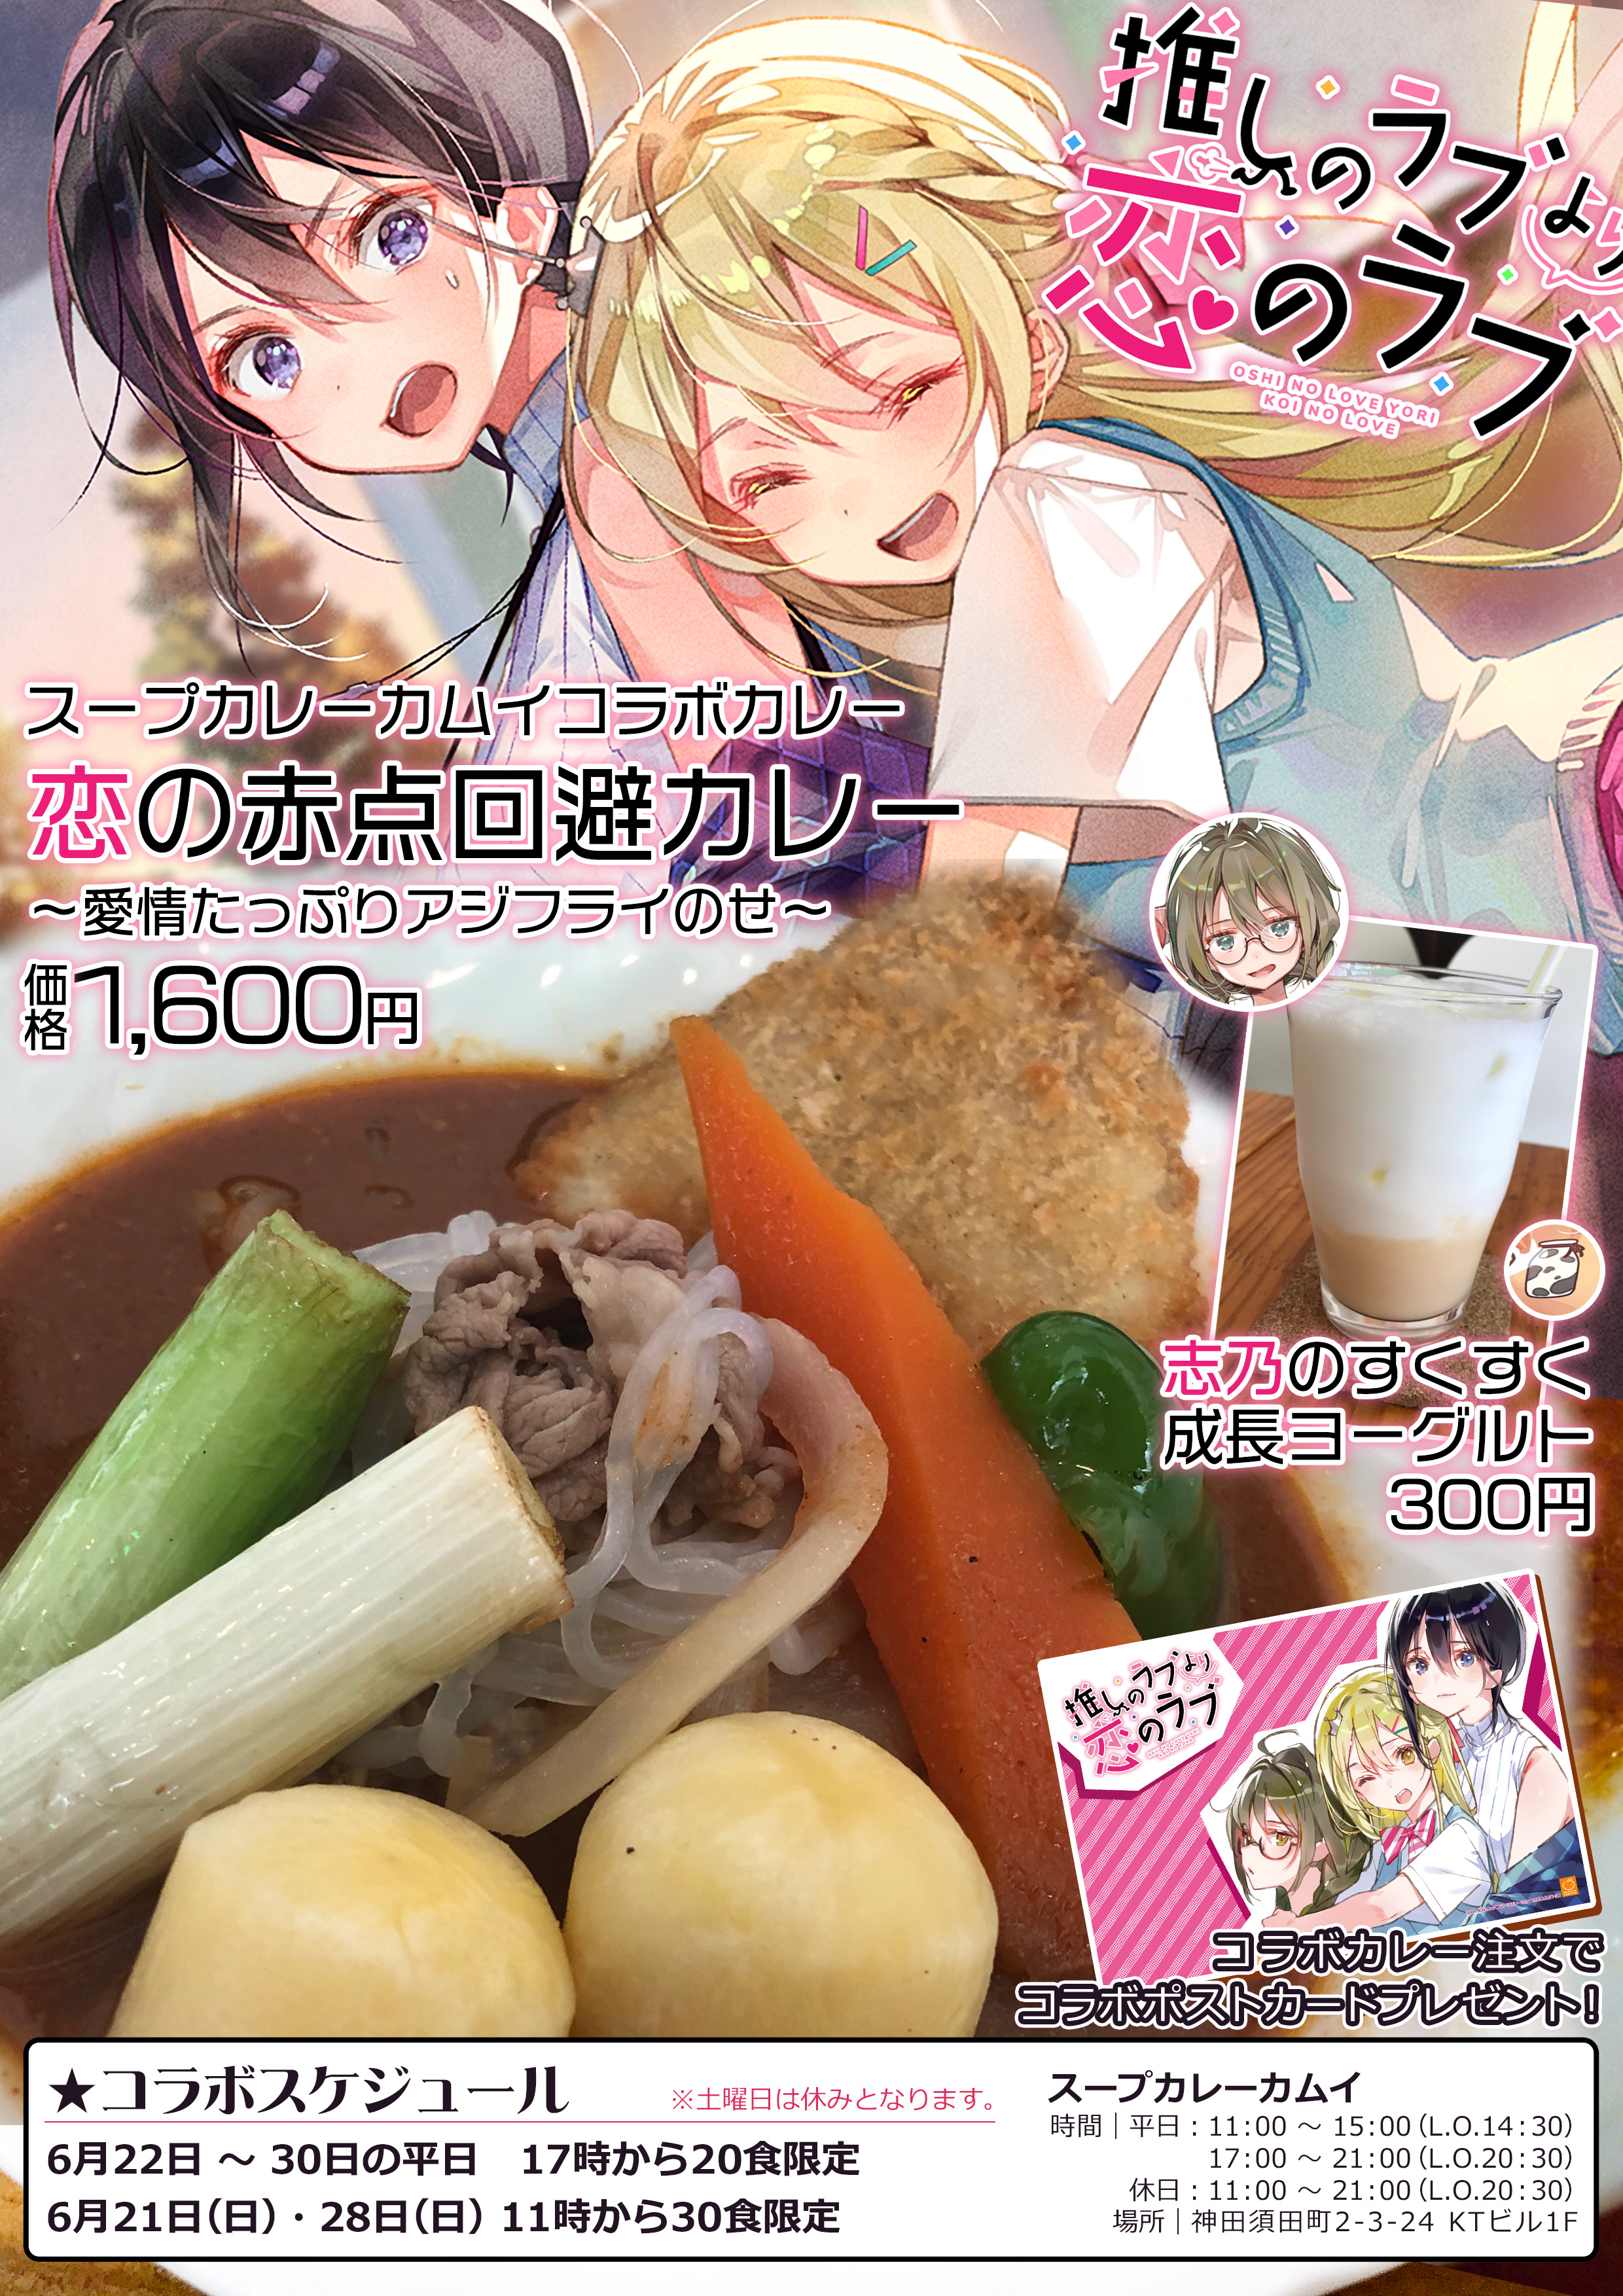 推しのラブより
恋のラブ
OSHI NO LOVE YORI
KOI NO LOVE
スープカレーカムイコラボカレー
恋の赤点回避カレー
～愛情たっぷりアジフライのせ～
価格1,600円
志乃のすくすく
成長ヨーグルト
300円
推しのラブより
恋のラブ
コラボカレー注文で
コラボポストカードプレゼント!
★コラボスケジュール
※土曜日は休みとなります。
6月22日 ～ 30日の平日 17時から20食限定
6月21日(日)・28日(日) 11時から30食限定
スープカレーカムイ
時間｜平日：11:00 ～ 15:00(L.O.14:30)
17:00 ～ 21:00(L.O.20:30)
休日：11:00 ～ 21:00(L.O.20:30)
場所｜神田須田町2-3-24 KTビル1F